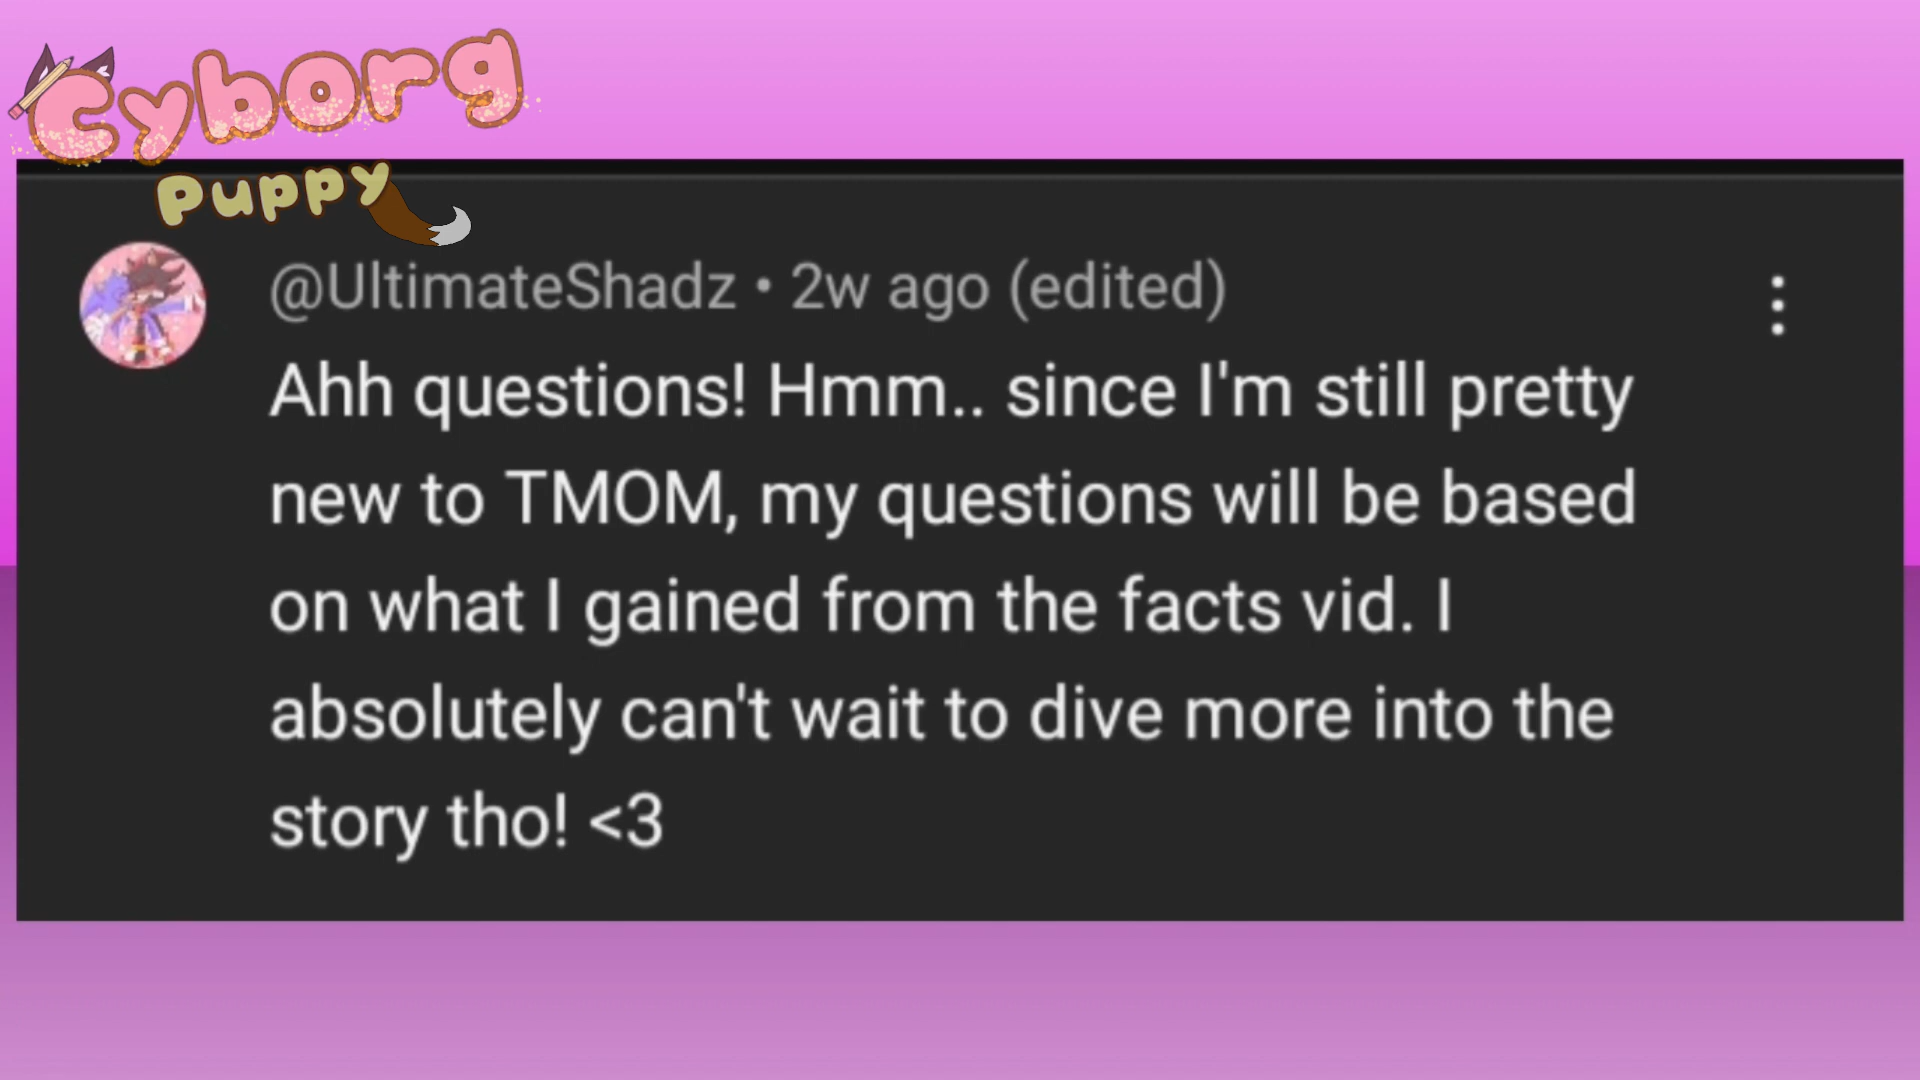 Cyborg
Puppy
@UltimateShadz • 2w ago (edited)
Ahh questions! Hmm.. since I'm still pretty
new to TMOM, my questions will be based
on what I gained from the facts vid. I
absolutely can't wait to dive more into the
story tho! <3